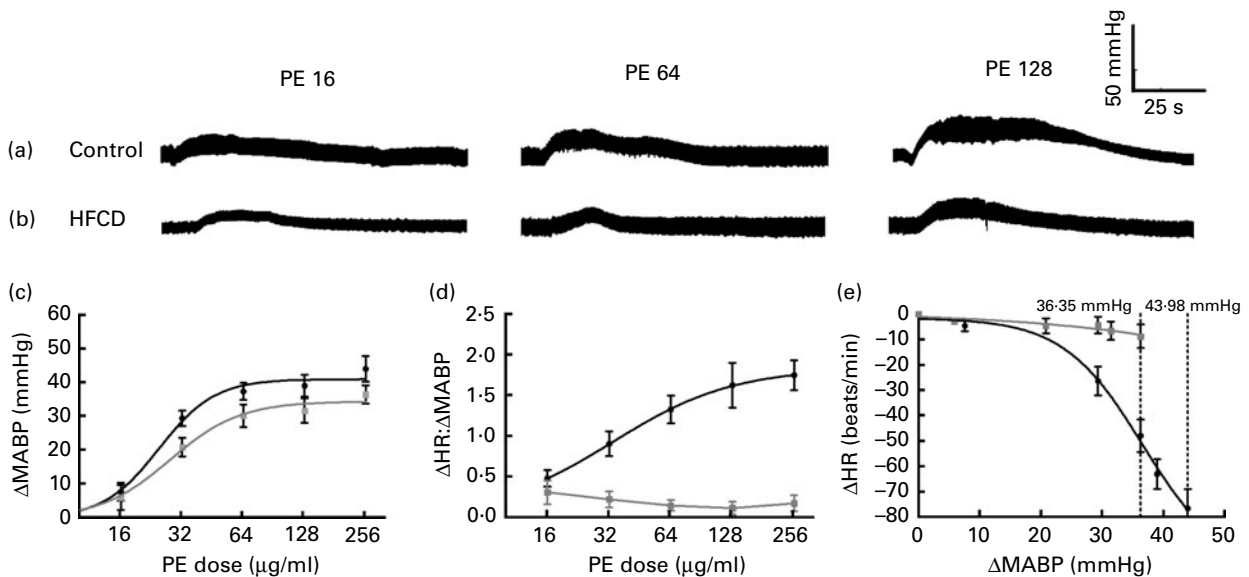 PE 16
PE 64
PE 128
50 mmHg
25 s
(a) Control
(b) HFCD
(c)
ΔMABP (mmHg)
60
50
40
30
20
10
0
16 32 64 128 256
PE dose (μg/ml)
(d)
ΔHR:ΔMABP
2·5
2·0
1·5
1·0
0·5
0·0
16 32 64 128 256
PE dose (μg/ml)
(e)
36·35 mmHg 43·98 mmHg
ΔHR (beats/min)
0
−10
−20
−30
−40
−50
−60
−70
−80
0 10 20 30 40 50
ΔMABP (mmHg)